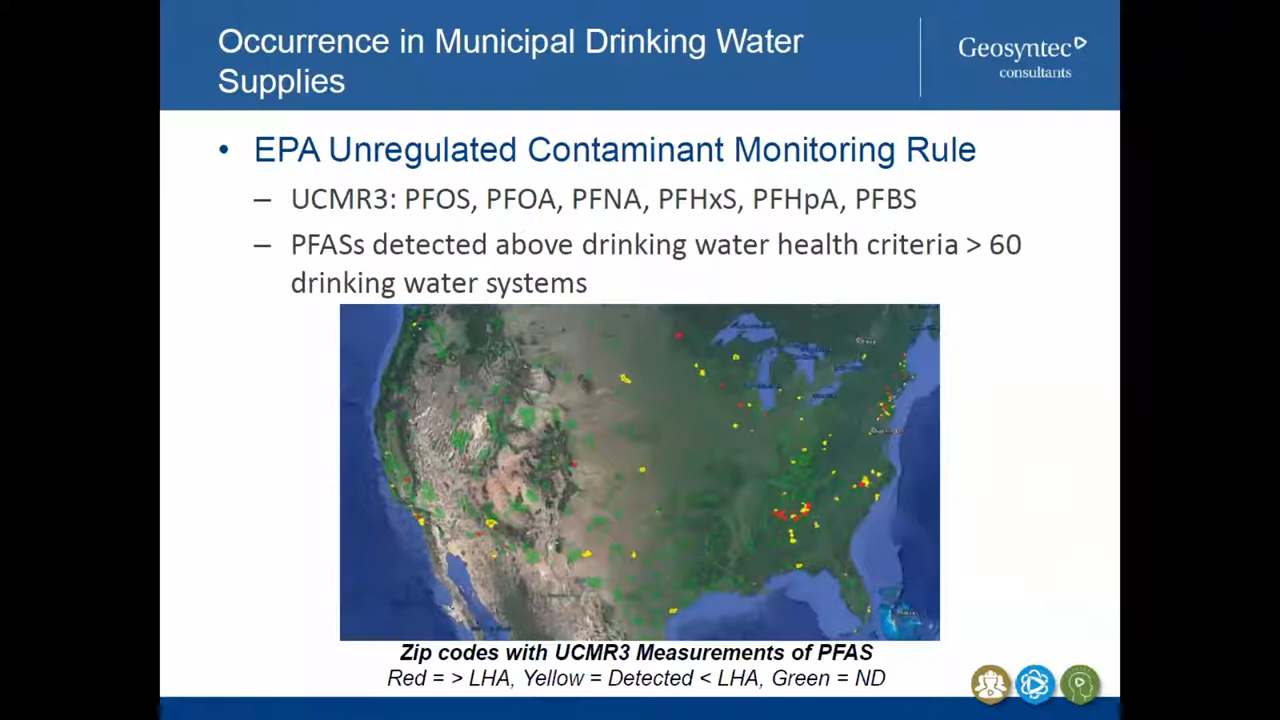 Occurrence in Municipal Drinking Water
Supplies
Geosyntec
consultants
• EPA Unregulated Contaminant Monitoring Rule
– UCMR3: PFOS, PFOA, PFNA, PFHxS, PFHpA, PFBS
– PFASs detected above drinking water health criteria > 60
drinking water systems
Zip codes with UCMR3 Measurements of PFAS
Red = > LHA, Yellow = Detected < LHA, Green = ND